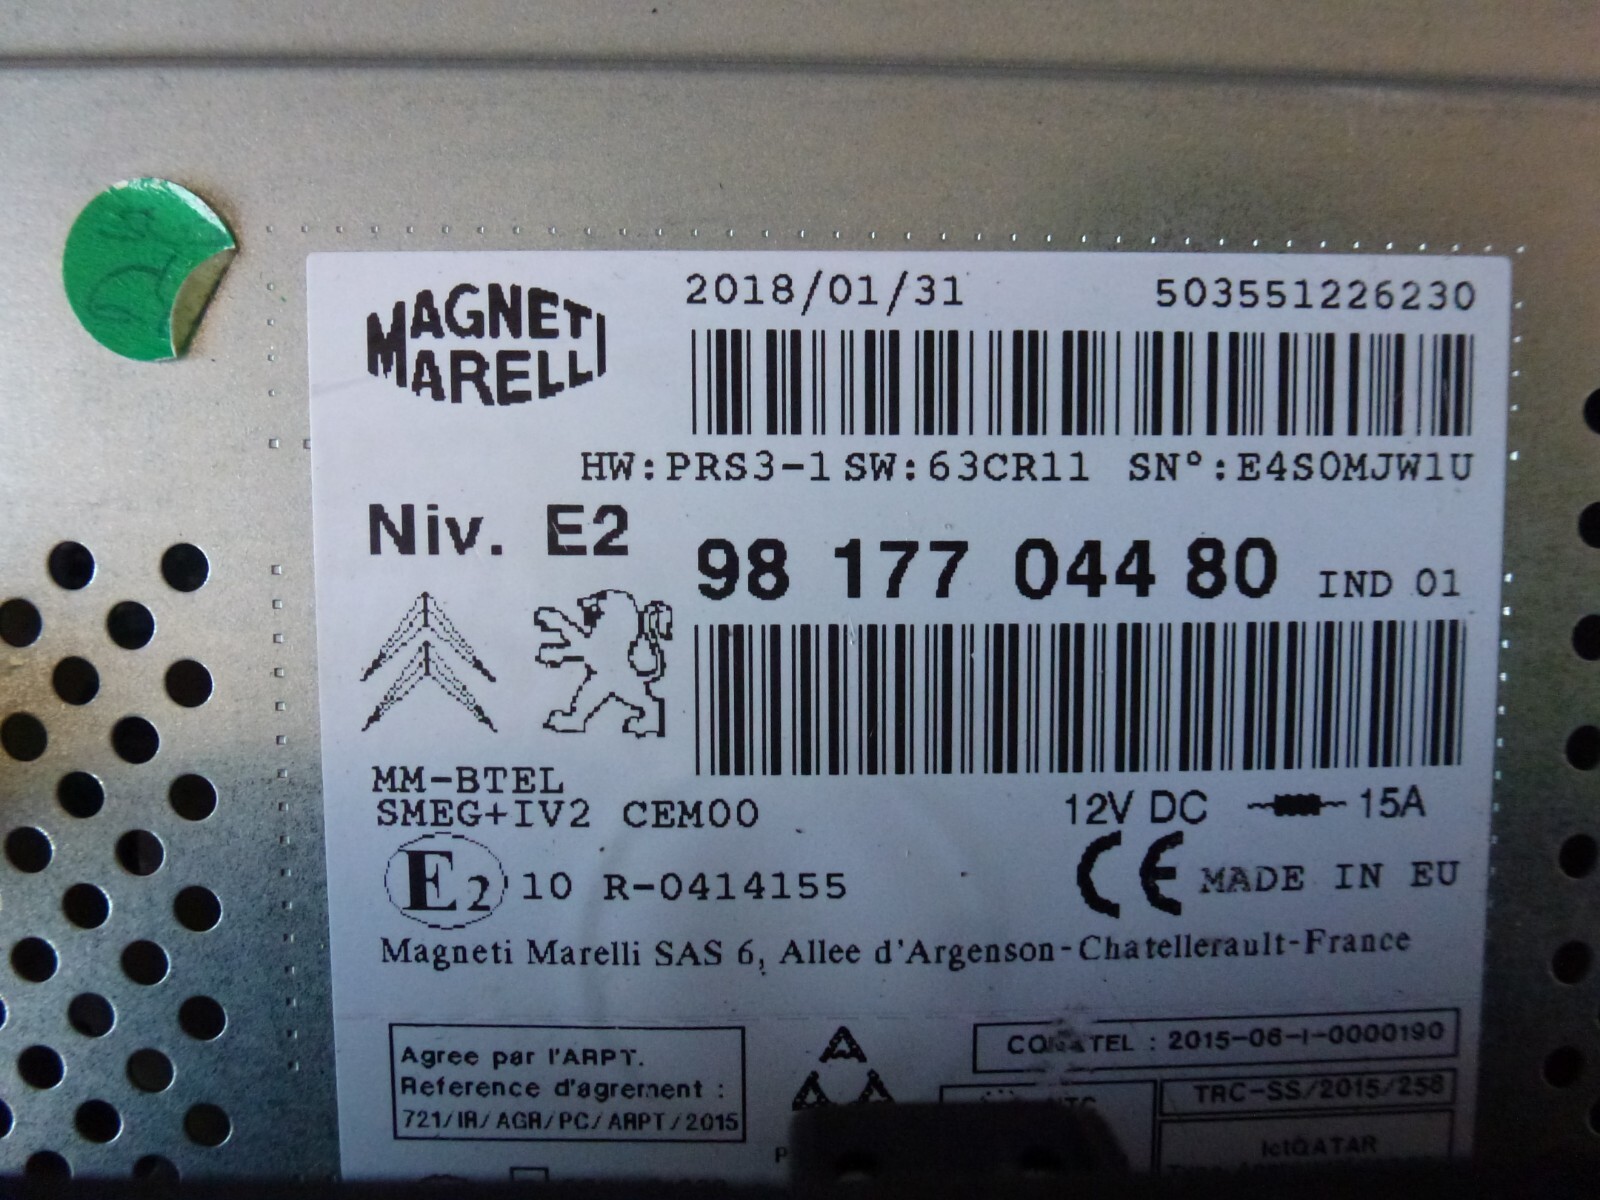 MAGNETI
MARELLI
2018/01/31 503551226230
HW:PRS3-1 SW:63CR11 SN°:E4S0MJW1U
Niv. E2
98 177 044 80 IND 01
MM-BTEL
SMEG+IV2 CEM00
12V DC 15A
E2 10 R-0414155
CE MADE IN EU
Magneti Marelli SAS 6, Allee d'Argenson-Chatellerault-France
Agree par l'ARPT.
Reference d'agrement :
721/IR/AGR/PC/ARPT/2015
CONATEL : 2015-06-I-0000190
TRC-SS/2015/258
IctQATAR